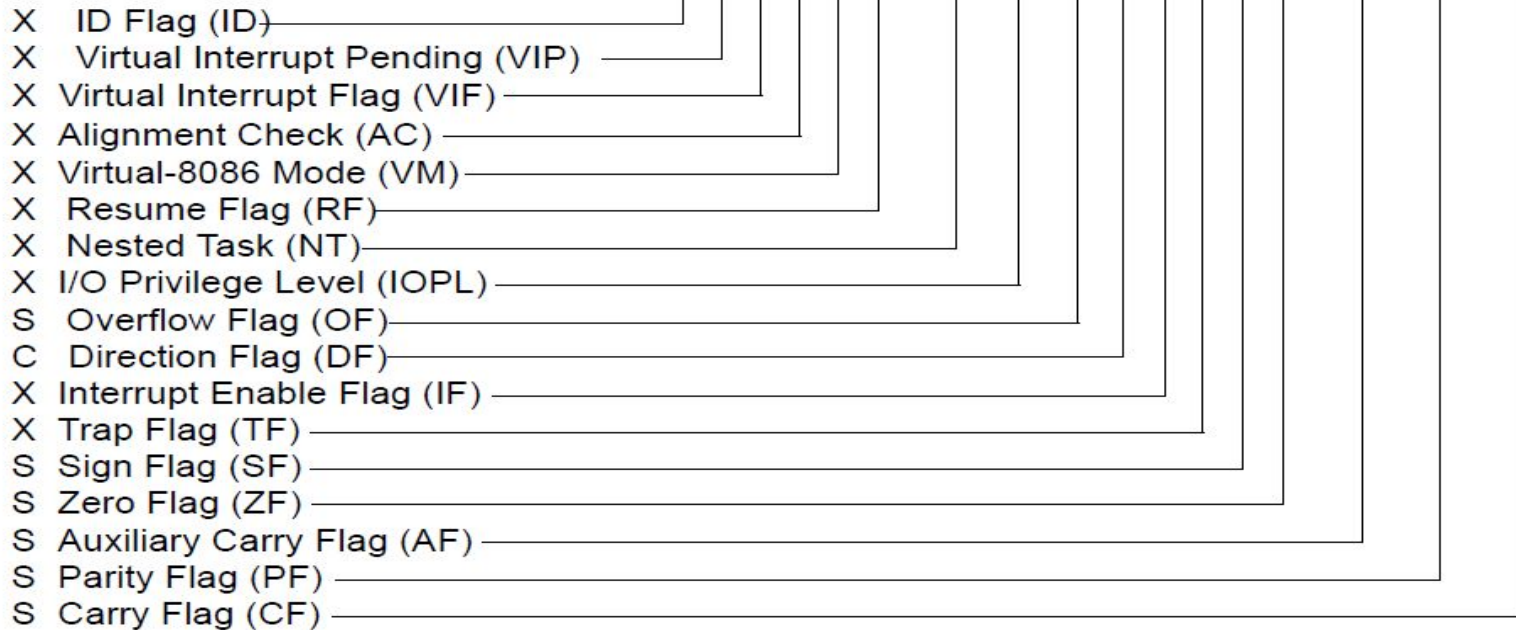 X ID Flag (ID)
X Virtual Interrupt Pending (VIP)
X Virtual Interrupt Flag (VIF)
X Alignment Check (AC)
X Virtual-8086 Mode (VM)
X Resume Flag (RF)
X Nested Task (NT)
X I/O Privilege Level (IOPL)
S Overflow Flag (OF)
C Direction Flag (DF)
X Interrupt Enable Flag (IF)
X Trap Flag (TF)
S Sign Flag (SF)
S Zero Flag (ZF)
S Auxiliary Carry Flag (AF)
S Parity Flag (PF)
S Carry Flag (CF)